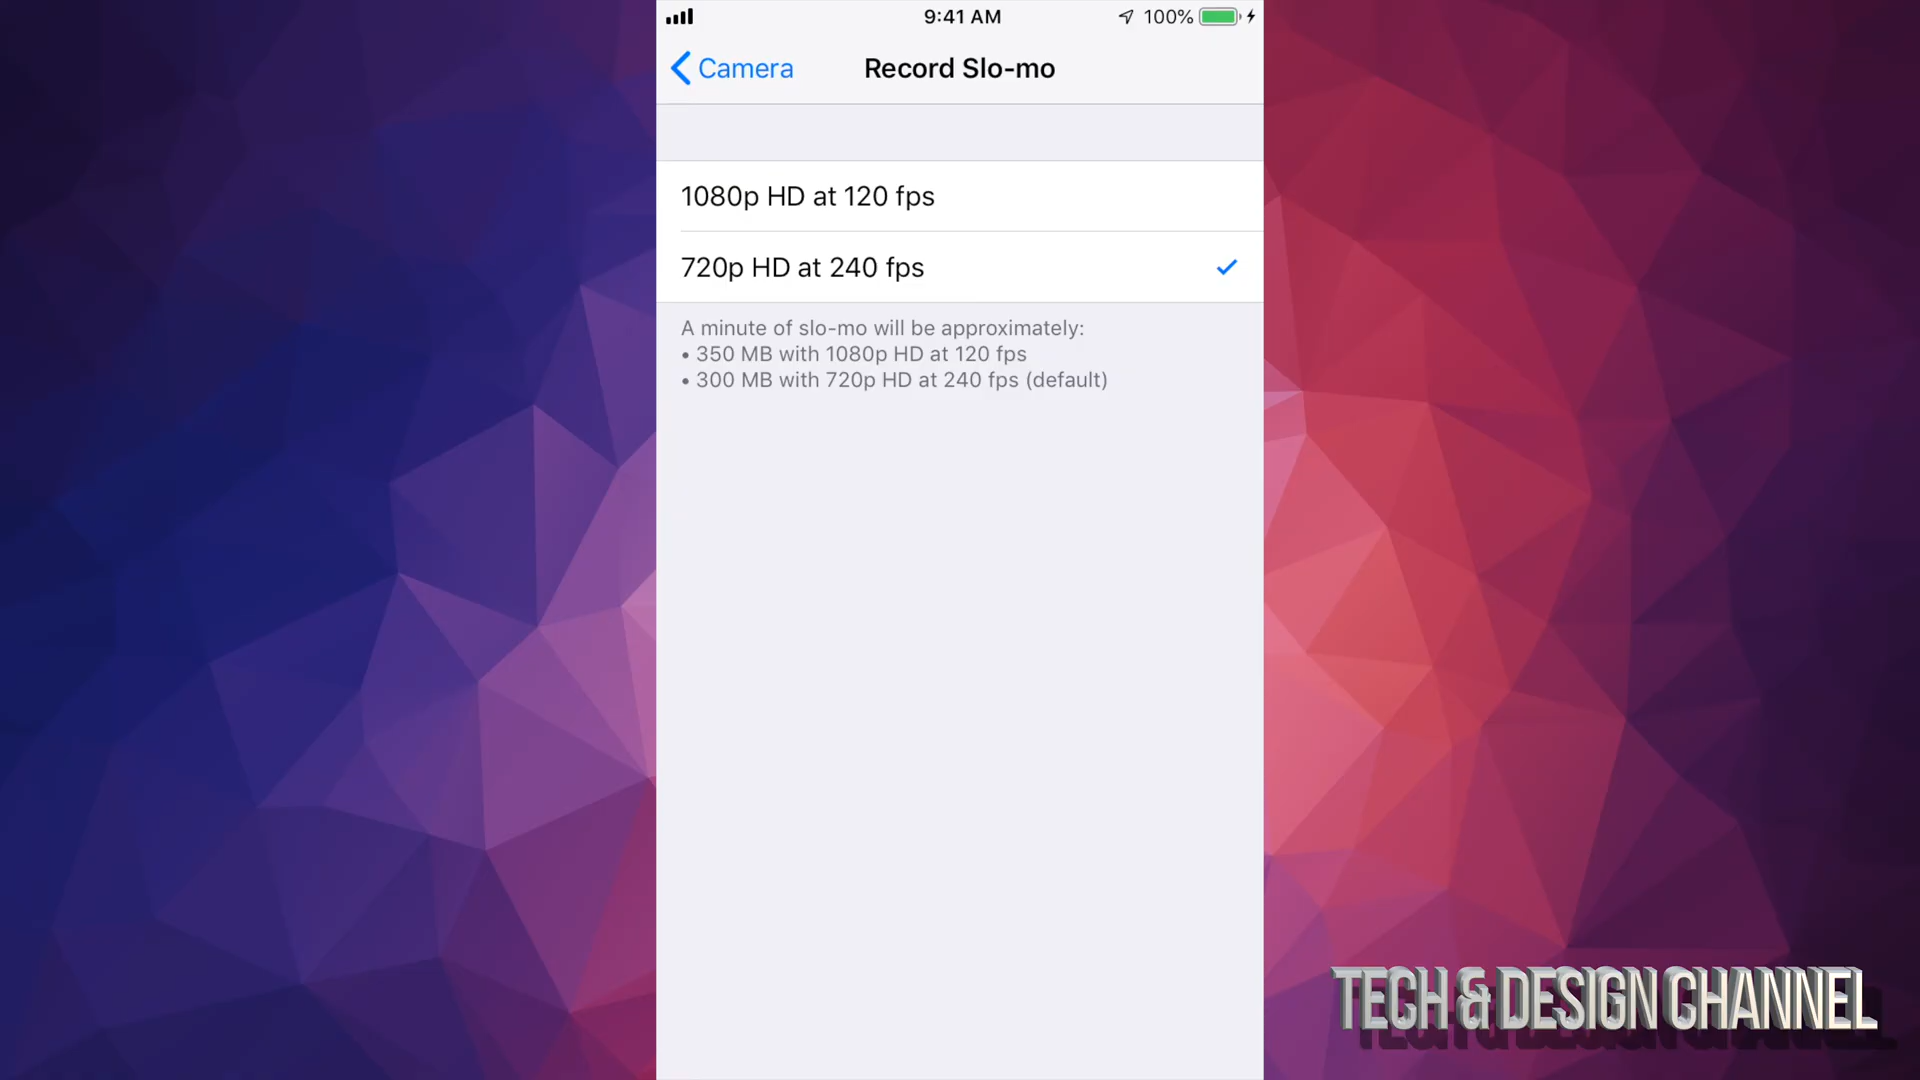 9:41 AM
100%
Camera
Record Slo-mo
1080p HD at 120 fps
720p HD at 240 fps
A minute of slo-mo will be approximately:
• 350 MB with 1080p HD at 120 fps
• 300 MB with 720p HD at 240 fps (default)
TECH & DESIGN CHANNEL